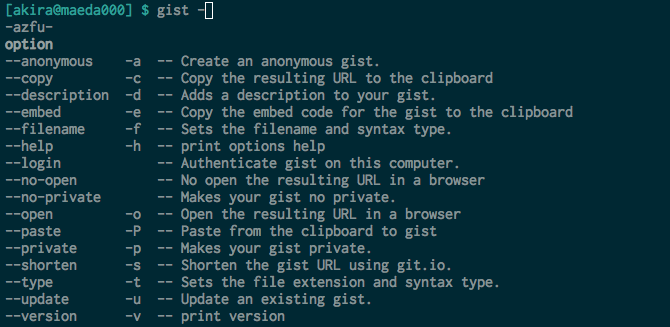 [akira@maeda000] $ gist -
-azfu-
option
--anonymous    -a  -- Create an anonymous gist.
--copy         -c  -- Copy the resulting URL to the clipboard
--description  -d  -- Adds a description to your gist.
--embed        -e  -- Copy the embed code for the gist to the clipboard
--filename     -f  -- Sets the filename and syntax type.
--help         -h  -- print options help
--login            -- Authenticate gist on this computer.
--no-open          -- No open the resulting URL in a browser
--no-private       -- Makes your gist no private.
--open         -o  -- Open the resulting URL in a browser
--paste        -P  -- Paste from the clipboard to gist
--private      -p  -- Makes your gist private.
--shorten      -s  -- Shorten the gist URL using git.io.
--type         -t  -- Sets the file extension and syntax type.
--update       -u  -- Update an existing gist.
--version      -v  -- print version